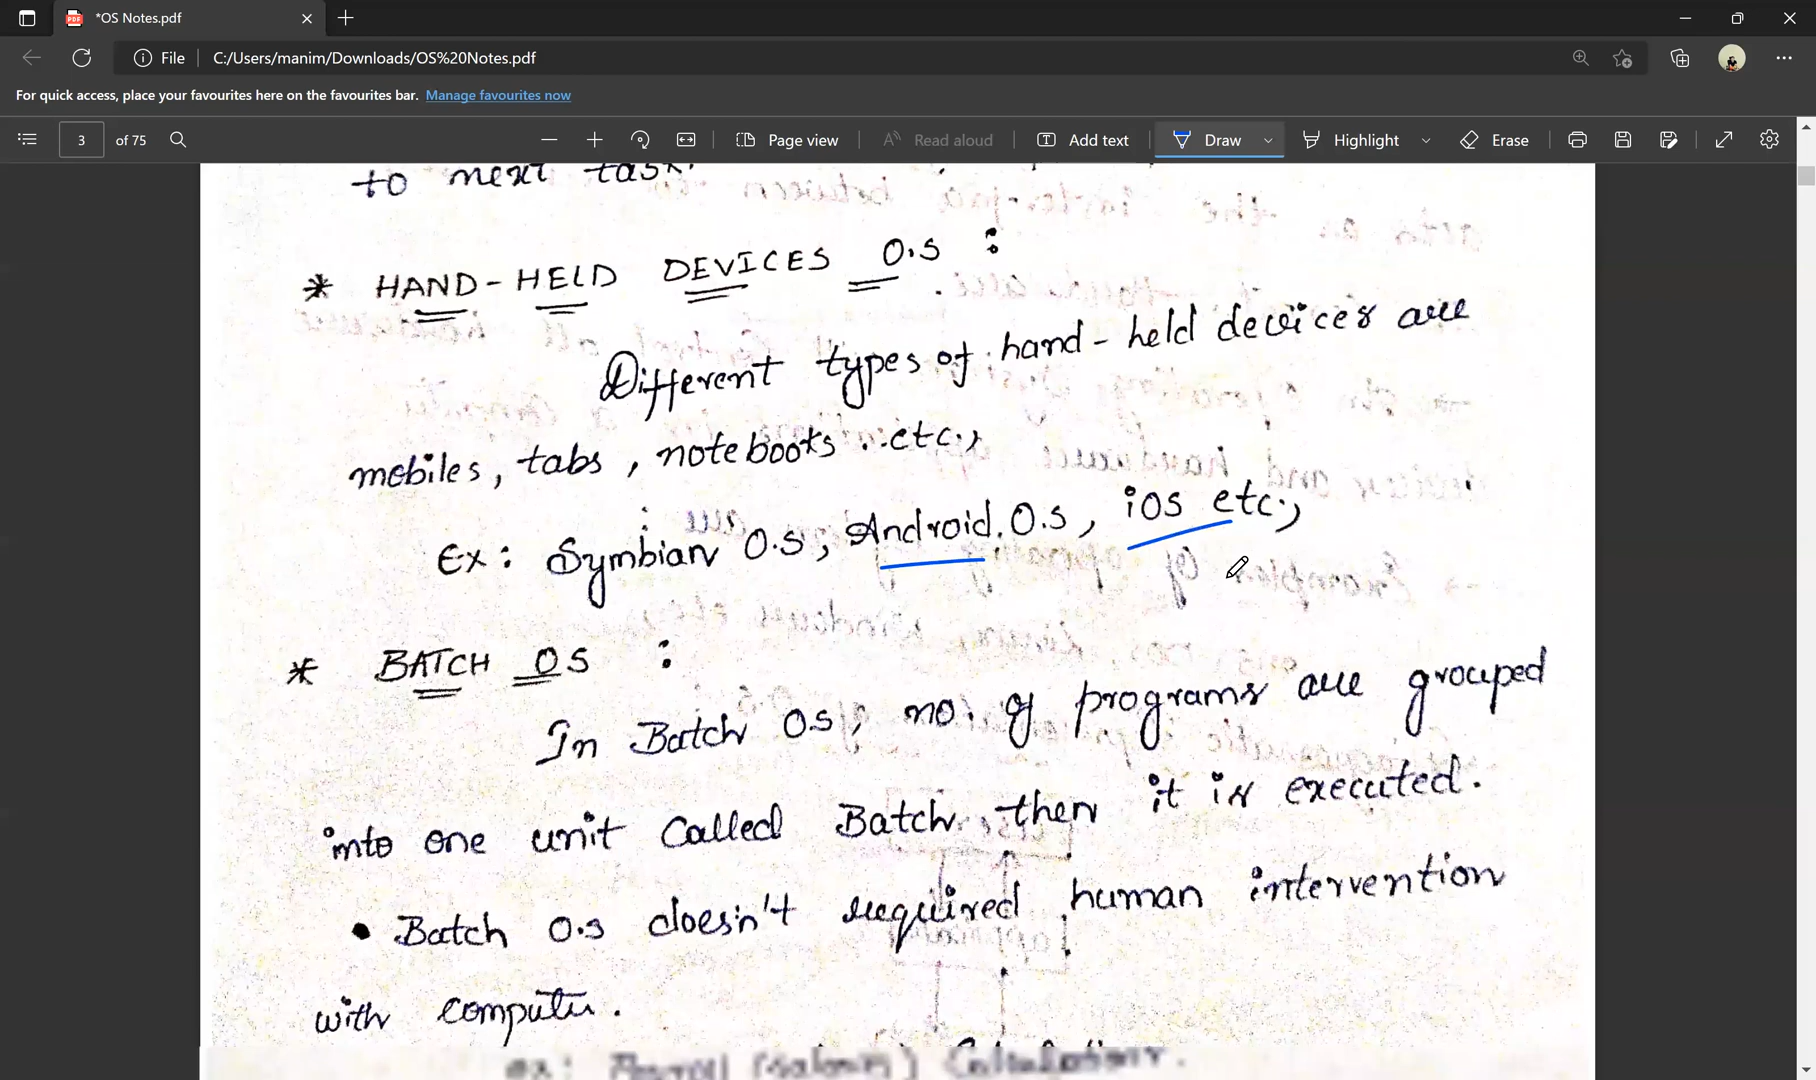 *OS Notes.pdf
File C:/Users/manim/Downloads/OS%20Notes.pdf
For quick access, place your favourites here on the favourites bar. Manage favourites now
3 of 75 Page view Read aloud Add text Draw Highlight Erase
to next task.
* HAND-HELD DEVICES O.S :
Different types of hand-held devices are
mobiles, tabs, notebooks..etc.,
Ex: Symbian O.S, Android.O.S, iOS etc.,
* BATCH OS :
In Batch O.S, no. of programs are grouped
into one unit called Batch, then it is executed.
• Batch O.S doesn't required human intervention
with computer.
ex: Payroll Calculation.